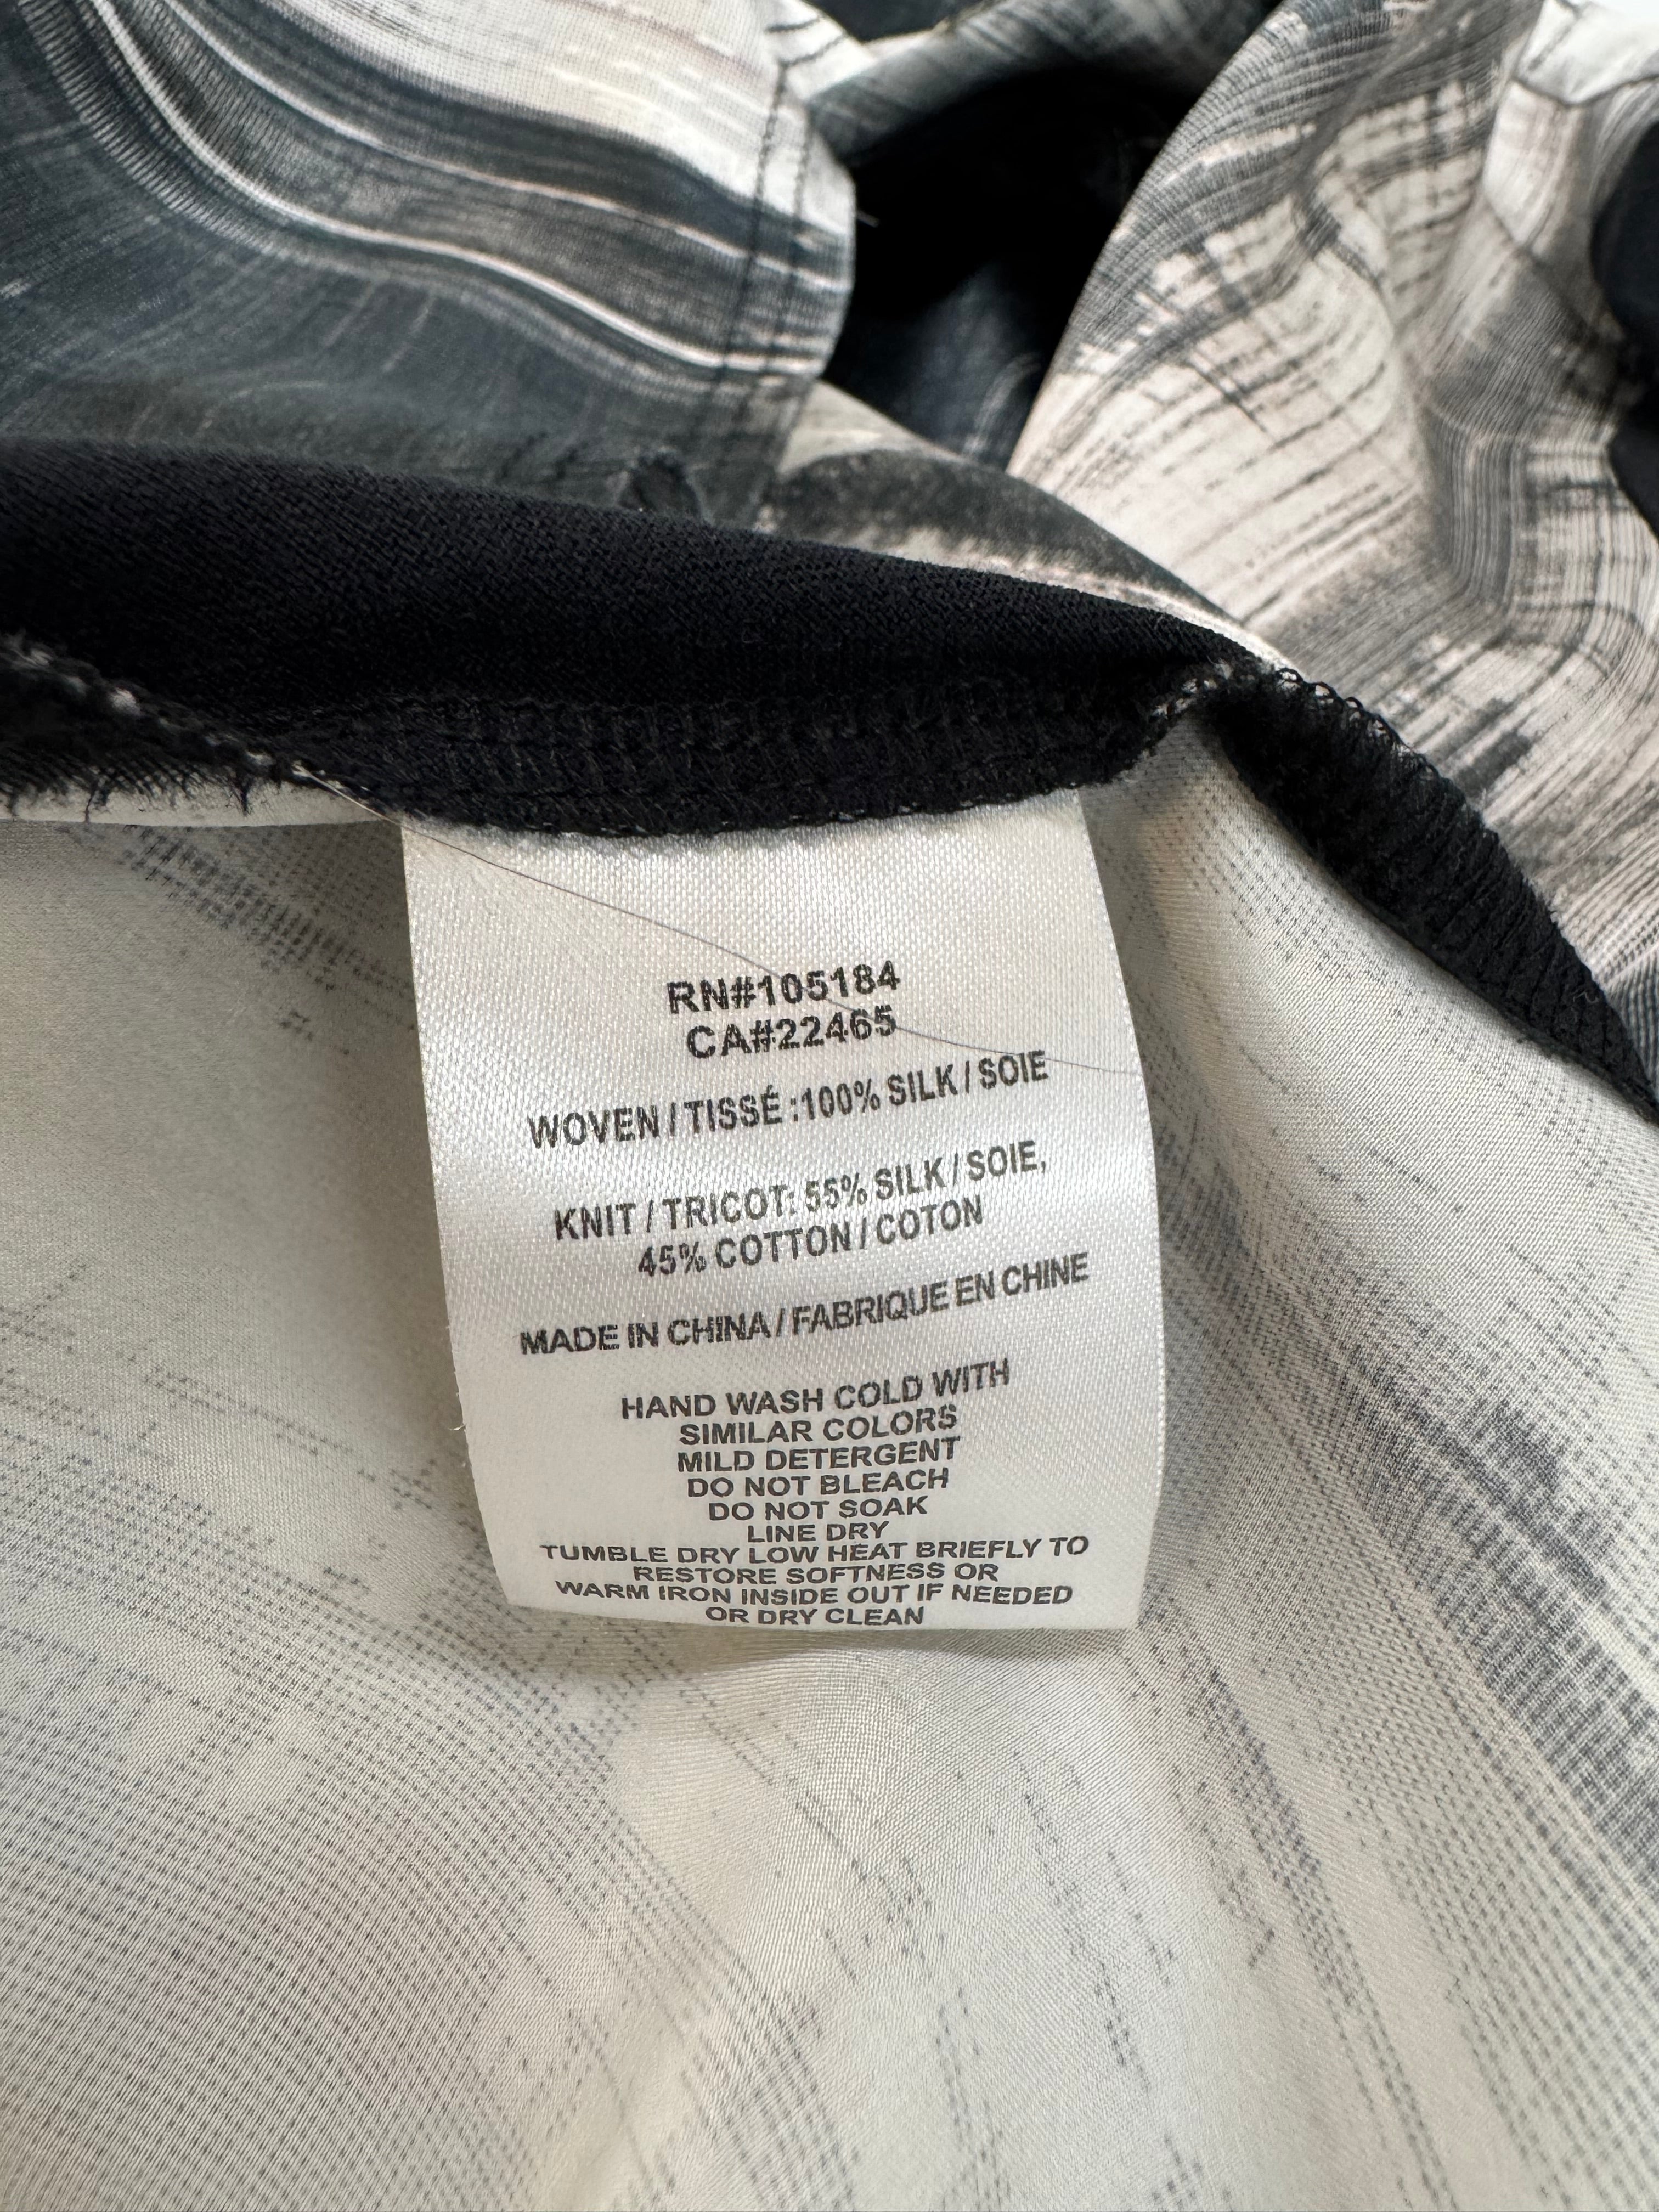 RN#105184
CA#22465
WOVEN / TISSÉ :100% SILK / SOIE
KNIT / TRICOT: 55% SILK / SOIE,
45% COTTON / COTON
MADE IN CHINA / FABRIQUE EN CHINE
HAND WASH COLD WITH
SIMILAR COLORS
MILD DETERGENT
DO NOT BLEACH
DO NOT SOAK
LINE DRY
TUMBLE DRY LOW HEAT BRIEFLY TO
RESTORE SOFTNESS OR
WARM IRON INSIDE OUT IF NEEDED
OR DRY CLEAN